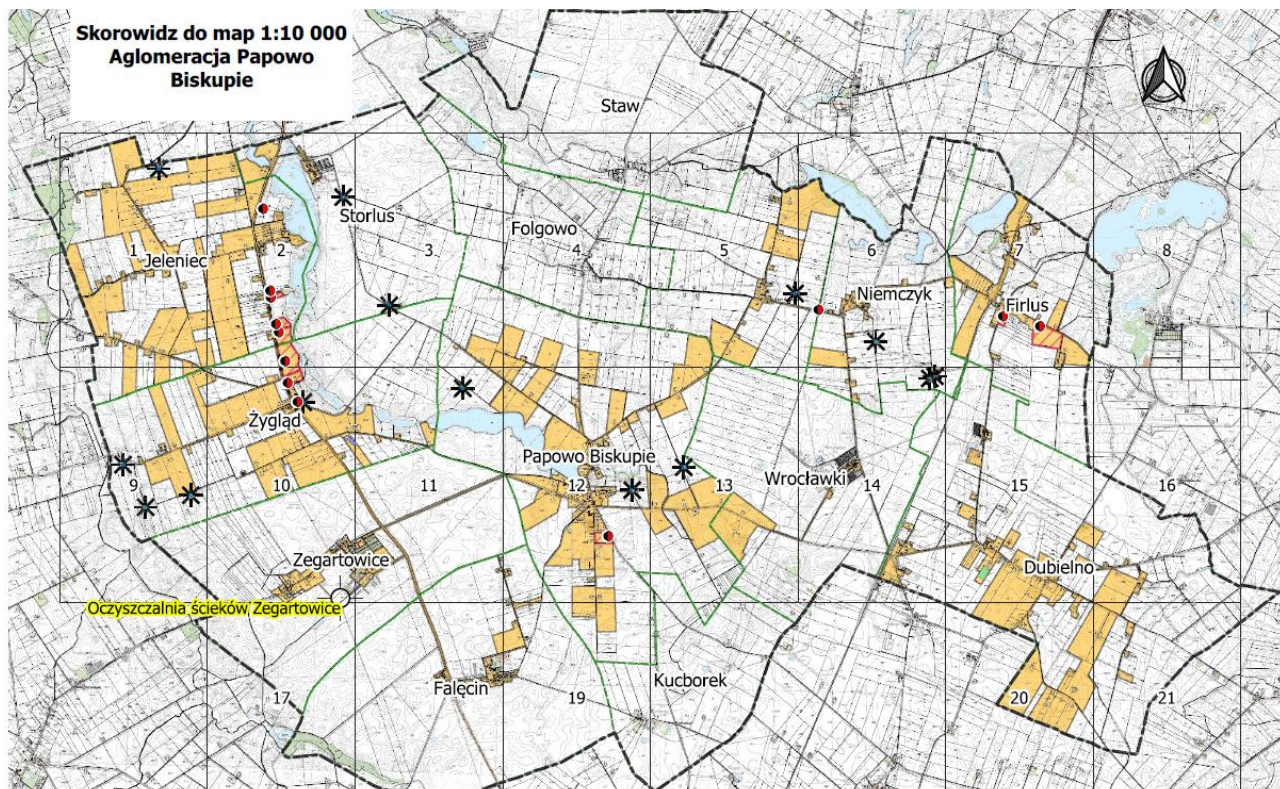 Skorowidz do map 1:10 000
Aglomeracja Papowo
Biskupie
Staw
Storlus
Folgowo
1
2
3
4
5
6
7
8
Jeleniec
Niemczyk
Firlus
Żygląd
Papowo Biskupie
Wrocławki
9
10
11
12
13
14
15
16
Zegartowice
Dubielno
Oczyszczalnia ścieków Zegartowice
Falęcin
Kucborek
17
19
20
21